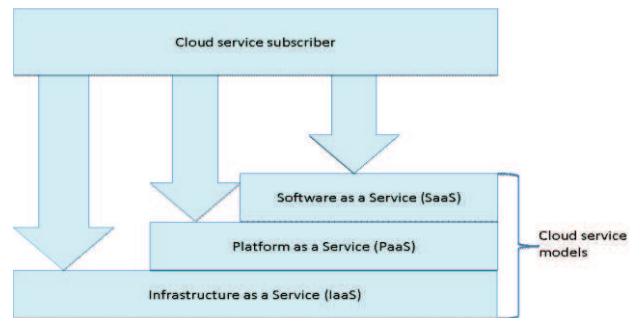 Cloud service subscriber
Software as a Service (SaaS)
Platform as a Service (PaaS)
Infrastructure as a Service (IaaS)
Cloud service
models